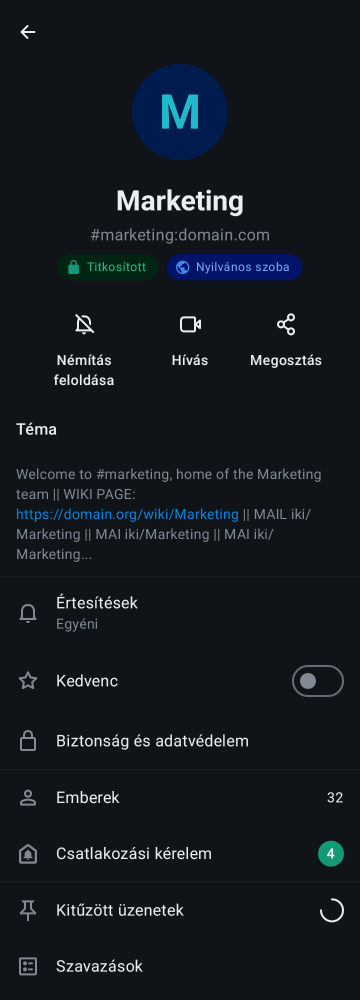 M
Marketing
#marketing:domain.com
Titkosított
Nyilvános szoba
Némítás
feloldása
Hívás
Megosztás
Téma
Welcome to #marketing, home of the Marketing
team || WIKI PAGE:
https://domain.org/wiki/Marketing || MAIL iki/
Marketing || MAI iki/Marketing || MAI iki/
Marketing...
Értesítések
Egyéni
Kedvenc
Biztonság és adatvédelem
Emberek
32
Csatlakozási kérelem
4
Kitűzött üzenetek
Szavazások